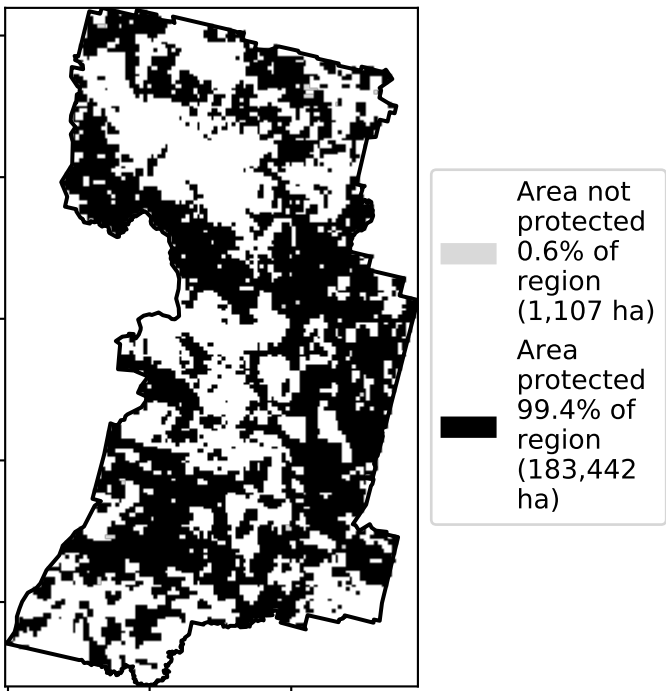 Area not
protected
0.6% of
region
(1,107 ha)
Area
protected
99.4% of
region
(183,442
ha)